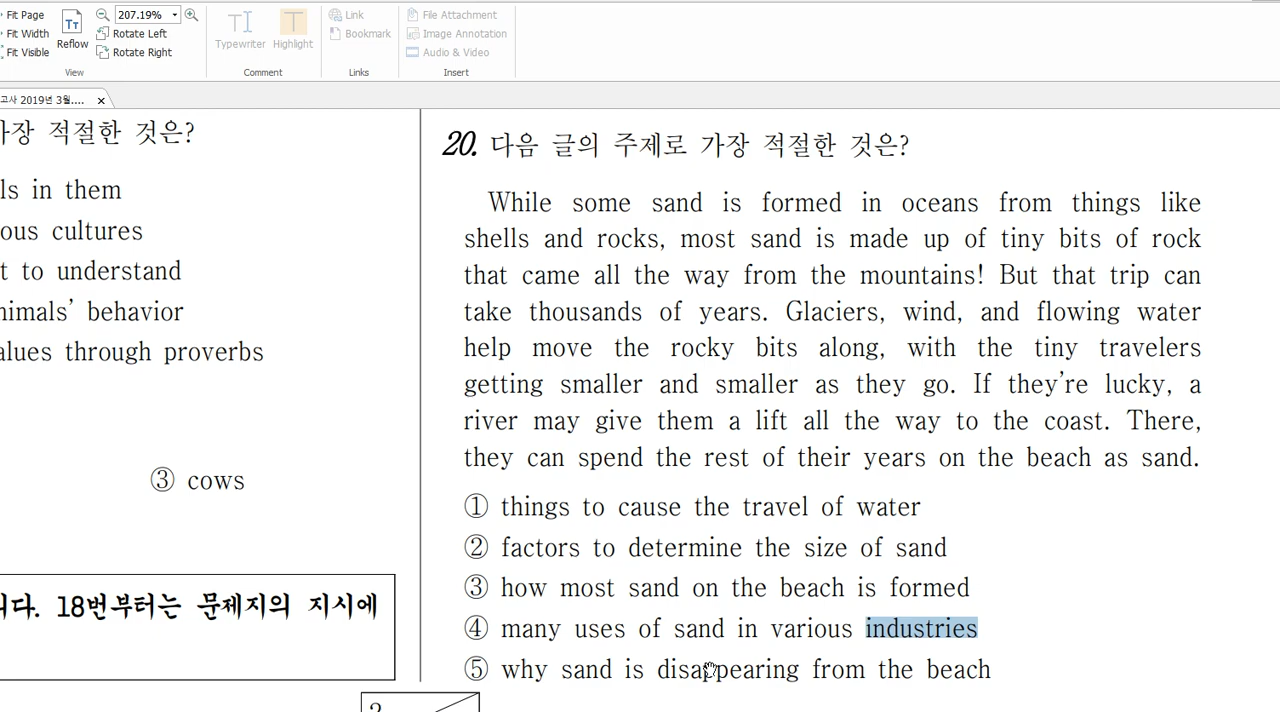 Fit Page
Fit Width
Fit Visible
Reflow
207.19%
Rotate Left
Rotate Right
View
Typewriter
Highlight
Comment
Link
Bookmark
Links
File Attachment
Image Annotation
Audio & Video
Insert
고사 2019년 3월....
가장 적절한 것은?
ls in them
ous cultures
t to understand
nimals' behavior
alues through proverbs
③ cows
니다. 18번부터는 문제지의 지시에
20. 다음 글의 주제로 가장 적절한 것은?
While some sand is formed in oceans from things like
shells and rocks, most sand is made up of tiny bits of rock
that came all the way from the mountains! But that trip can
take thousands of years. Glaciers, wind, and flowing water
help move the rocky bits along, with the tiny travelers
getting smaller and smaller as they go. If they're lucky, a
river may give them a lift all the way to the coast. There,
they can spend the rest of their years on the beach as sand.
① things to cause the travel of water
② factors to determine the size of sand
③ how most sand on the beach is formed
④ many uses of sand in various industries
⑤ why sand is disappearing from the beach